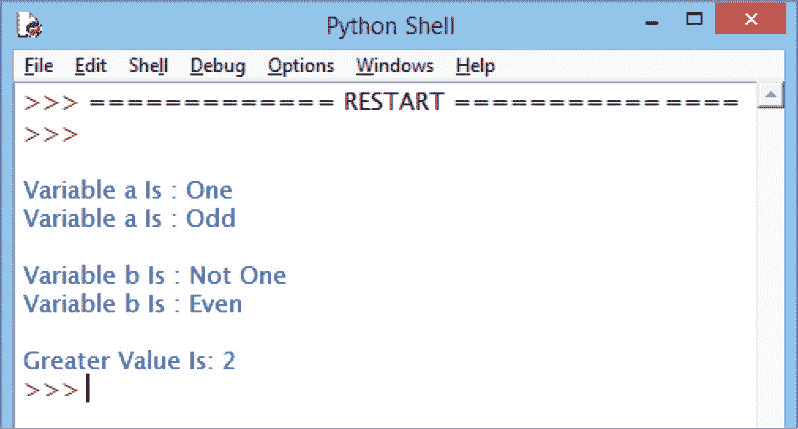 Python Shell
File Edit Shell Debug Options Windows Help
>>> ============= RESTART ===============
>>>
Variable a Is : One
Variable a Is : Odd
Variable b Is : Not One
Variable b Is : Even
Greater Value Is: 2
>>>